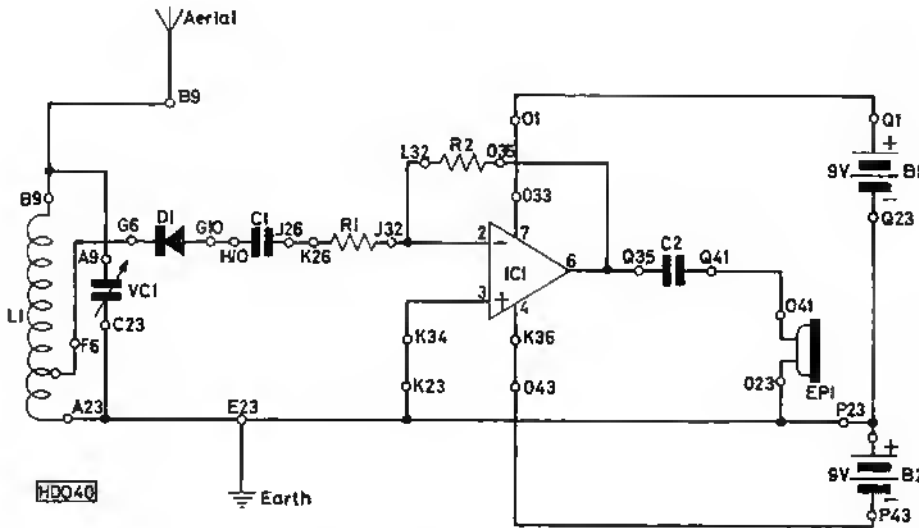 Aerial
B9
O1
Q1
L32
R2
O35
+
9V
B1
-
B9
O33
Q23
G6
D1
G10
C1
J26
R1
J32
7
A9
H10
K26
2
-
IC1
6
Q35
C2
Q41
VC1
3
+
4
O41
L1
C23
K34
K36
F6
K23
O43
O23
EP1
A23
E23
P23
+
9V
B2
-
HDO40
Earth
P43